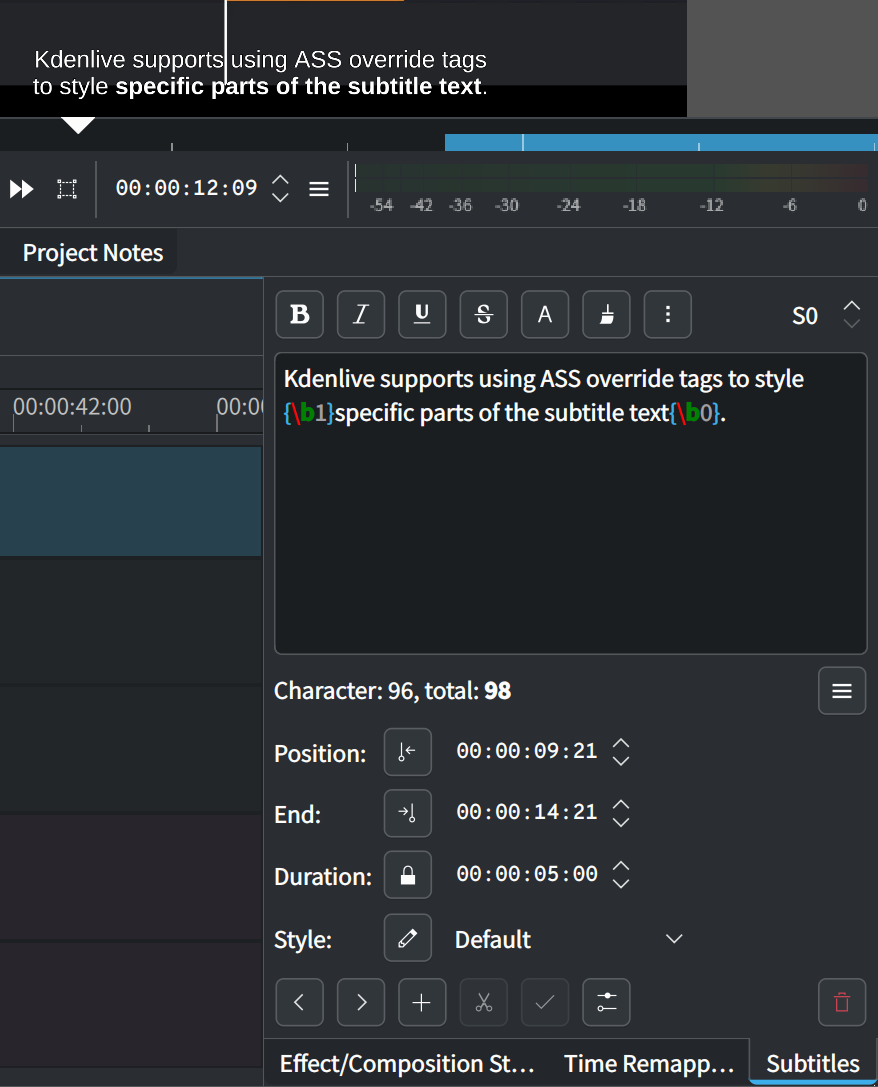 Kdenlive supports using ASS override tags
to style specific parts of the subtitle text.
00:00:12:09
-54 -42 -36 -30 -24 -18 -12 -6 0
Project Notes
B I U S A S0
00:00:42:00 00:0
Kdenlive supports using ASS override tags to style
{\b1}specific parts of the subtitle text{\b0}.
Character: 96, total: 98
Position: 00:00:09:21
End: 00:00:14:21
Duration: 00:00:05:00
Style: Default
Effect/Composition St… Time Remapp… Subtitles